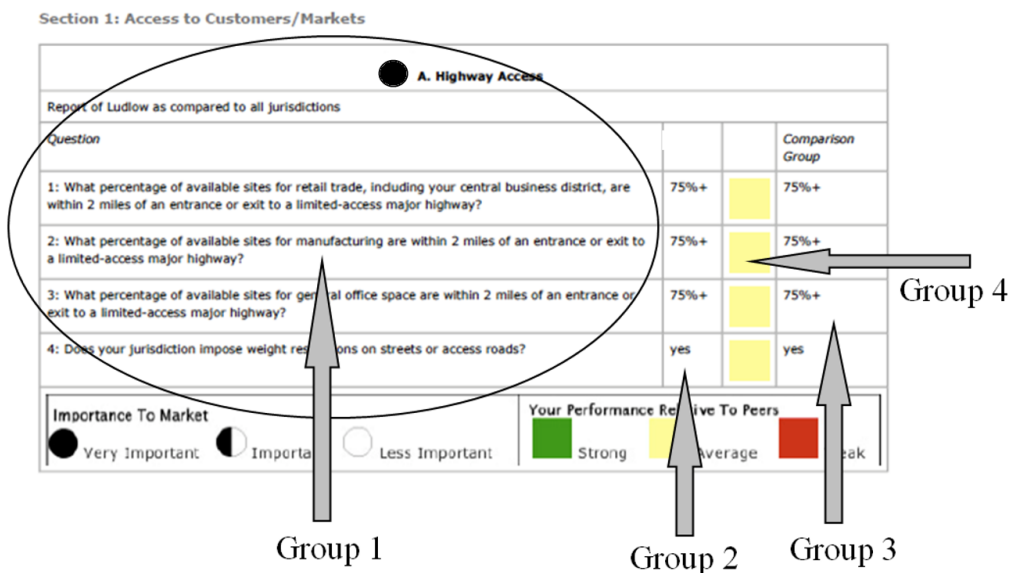 Section 1: Access to Customers/Markets
A. Highway Access
Report of Ludlow as compared to all jurisdictions
Question
Comparison
Group
1: What percentage of available sites for retail trade, including your central business district, are
within 2 miles of an entrance or exit to a limited-access major highway?
75%+
75%+
2: What percentage of available sites for manufacturing are within 2 miles of an entrance or exit to
a limited-access major highway?
75%+
75%+
Group 4
3: What percentage of available sites for general office space are within 2 miles of an entrance or
exit to a limited-access major highway?
75%+
75%+
4: Does your jurisdiction impose weight restrictions on streets or access roads?
yes
yes
Importance To Market
Very Important
Important
Less Important
Your Performance Relative To Peers
Strong
Average
Group 1
Group 2
Group 3